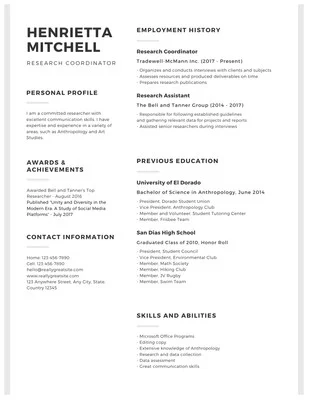 HENRIETTA
MITCHELL
RESEARCH COORDINATOR
PERSONAL PROFILE
I am a committed researcher with
excellent communication skills. I have
expertise and experience in a variety of
areas, such as Anthropology and Art
Studies.
AWARDS &
ACHIEVEMENTS
Awarded Bell and Tanner's Top
Researcher - August 2016
Published "Unity and Diversity in the
Modern Era: A Study of Social Media
Platforms" - July 2017
CONTACT INFORMATION
Home: 123 456 7890
Cell: 123 456 7890
hello@reallygreatsite.com
www.reallygreatsite.com
123 Anywhere Street, Any City, State,
Country 12345
EMPLOYMENT HISTORY
Research Coordinator
Tradewell-McMann Inc. (2017 - Present)
- Organizes and conducts interviews with clients and subjects
- Assesses resources and produced deliverables on time
- Prepares research publications
Research Assistant
The Bell and Tanner Group (2014 - 2017)
- Responsible for following established guidelines
and gathering relevant data for projects and reports
- Assisted senior researchers during interviews
PREVIOUS EDUCATION
University of El Dorado
Bachelor of Science in Anthropology, June 2014
- President, Dorado Student Union
- Vice President, Anthropology Club
- Member and Volunteer, Student Tutoring Center
- Member, Frisbee Team
San Dias High School
Graduated Class of 2010, Honor Roll
- President, Student Council
- Vice President, Environmental Club
- Member, Math Society
- Member, Hiking Club
- Member, Rugby Team
- Member, Swim Team
SKILLS AND ABILITIES
- Microsoft Office Programs
- Editing copy
- Extensive knowledge of Anthropology
- Research and data collection
- Data assessment
- Great communication skills